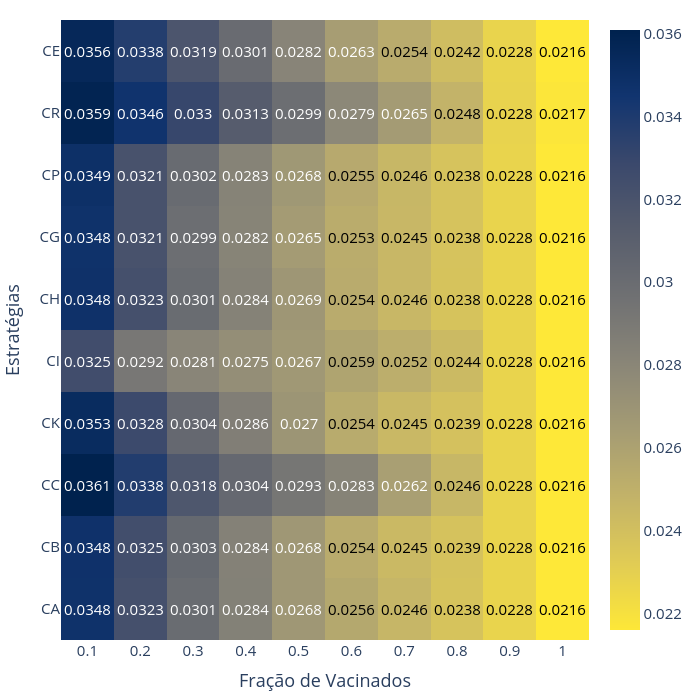 CE 0.0356 0.0338 0.0319 0.0301 0.0282 0.0263 0.0254 0.0242 0.0228 0.0216
CR 0.0359 0.0346 0.033 0.0313 0.0299 0.0279 0.0265 0.0248 0.0228 0.0217
CP 0.0349 0.0321 0.0302 0.0283 0.0268 0.0255 0.0246 0.0238 0.0228 0.0216
CG 0.0348 0.0321 0.0299 0.0282 0.0265 0.0253 0.0245 0.0238 0.0228 0.0216
CH 0.0348 0.0323 0.0301 0.0284 0.0269 0.0254 0.0246 0.0238 0.0228 0.0216
CI 0.0325 0.0292 0.0281 0.0275 0.0267 0.0259 0.0252 0.0244 0.0228 0.0216
CK 0.0353 0.0328 0.0304 0.0286 0.027 0.0254 0.0245 0.0239 0.0228 0.0216
CC 0.0361 0.0338 0.0318 0.0304 0.0293 0.0283 0.0262 0.0246 0.0228 0.0216
CB 0.0348 0.0325 0.0303 0.0284 0.0268 0.0254 0.0245 0.0239 0.0228 0.0216
CA 0.0348 0.0323 0.0301 0.0284 0.0268 0.0256 0.0246 0.0238 0.0228 0.0216
0.1 0.2 0.3 0.4 0.5 0.6 0.7 0.8 0.9 1
Fração de Vacinados
Estratégias
0.036
0.034
0.032
0.03
0.028
0.026
0.024
0.022